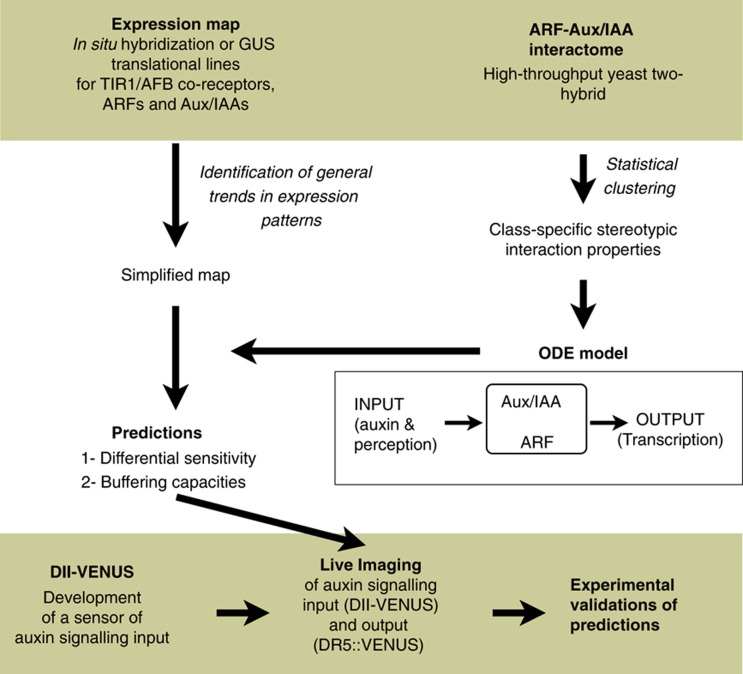 Expression map
In situ hybridization or GUS
translational lines
for TIR1/AFB co-receptors,
ARFs and Aux/IAAs
ARF-Aux/IAA
interactome
High-throughput yeast two-
hybrid
Identification of general
trends in expression
patterns
Statistical
clustering
Class-specific stereotypic
interaction properties
Simplified map
ODE model
INPUT
(auxin &
perception)
Aux/IAA
ARF
OUTPUT
(Transcription)
Predictions
1- Differential sensitivity
2- Buffering capacities
DII-VENUS
Development
of a sensor of
auxin signalling input
Live Imaging
of auxin signalling
input (DII-VENUS)
and output
(DR5::VENUS)
Experimental
validations of
predictions